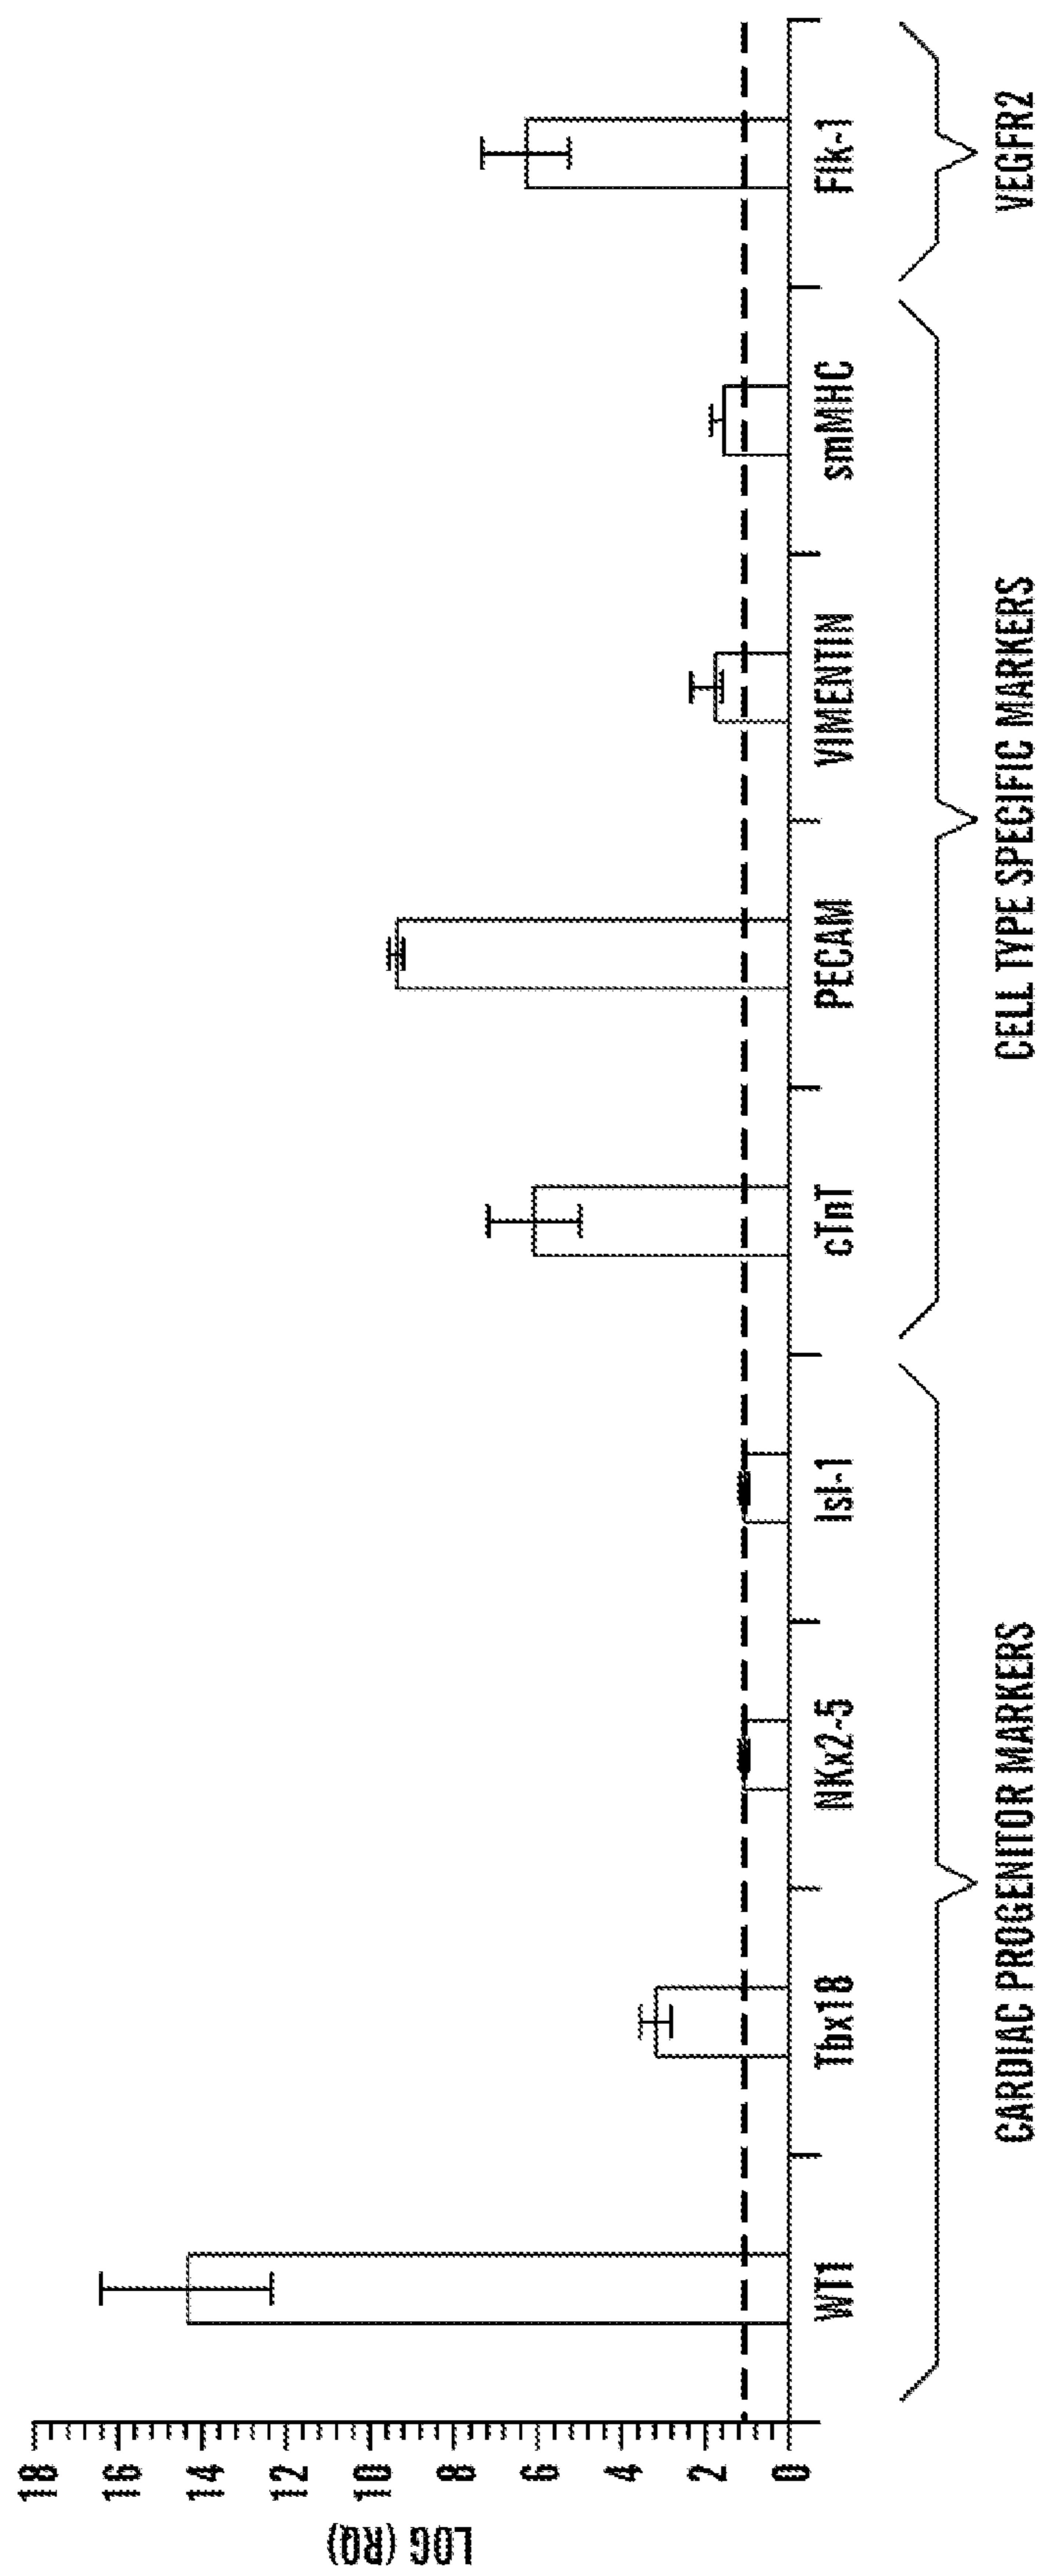 LOG (RQ)
18
16
14
12
10
8
6
4
2
0
WT1
Tbx18
NKx2-5
Isl-1
cTnT
PECAM
VIMENTIN
smMHC
Flk-1
CARDIAC PROGENITOR MARKERS
CELL TYPE SPECIFIC MARKERS
VEGFR2